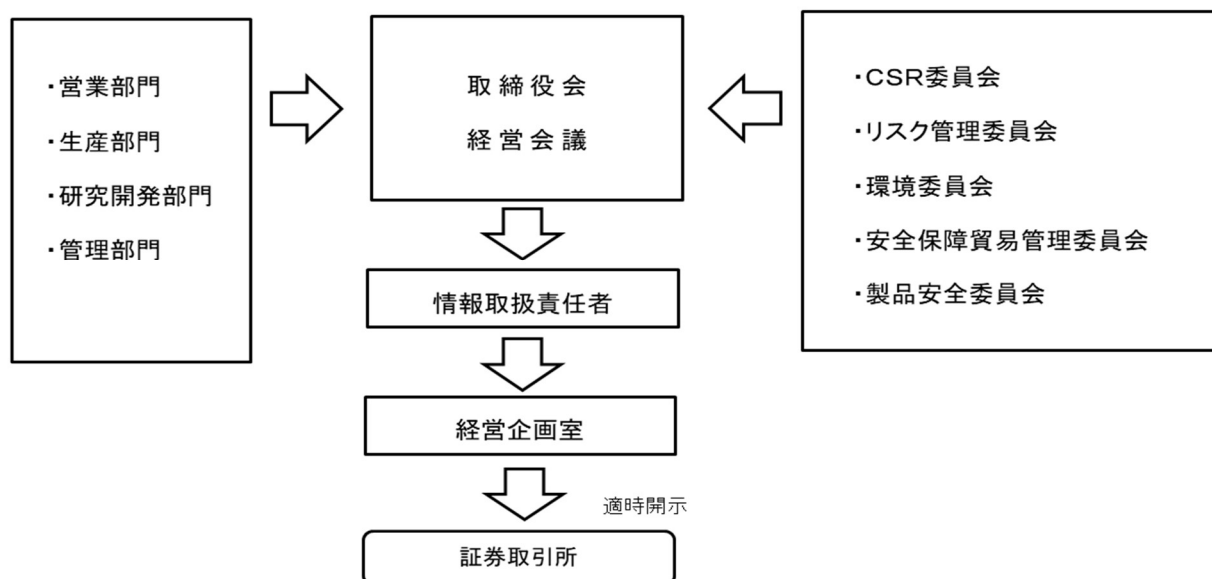 ・営業部門
・生産部門
・研究開発部門
・管理部門
取締役会
経営会議
・CSR委員会
・リスク管理委員会
・環境委員会
・安全保障貿易管理委員会
・製品安全委員会
情報取扱責任者
経営企画室
適時開示
証券取引所